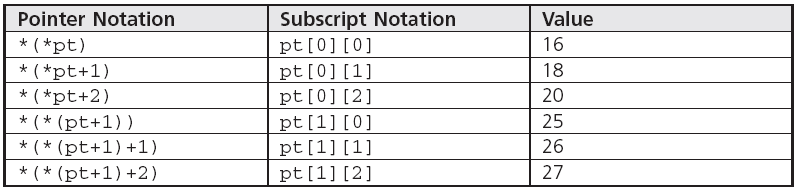 Pointer Notation Subscript Notation Value
*(*pt) pt[0][0] 16
*(*pt+1) pt[0][1] 18
*(*pt+2) pt[0][2] 20
*(*(pt+1)) pt[1][0] 25
*(*(pt+1)+1) pt[1][1] 26
*(*(pt+1)+2) pt[1][2] 27